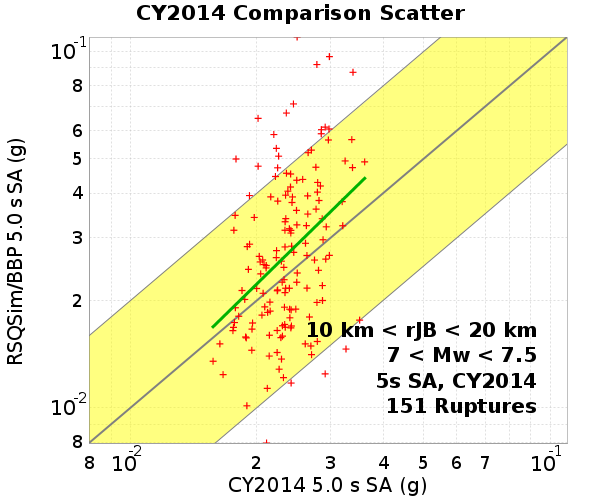 CY2014 Comparison Scatter
RSQSim/BBP 5.0 s SA (g)
10⁻¹
8
6
5
4
3
2
10⁻²
8
10 km < rJB < 20 km
7 < Mw < 7.5
5s SA, CY2014
151 Ruptures
8 10⁻² 2 3 4 5 6 7 10⁻¹
CY2014 5.0 s SA (g)